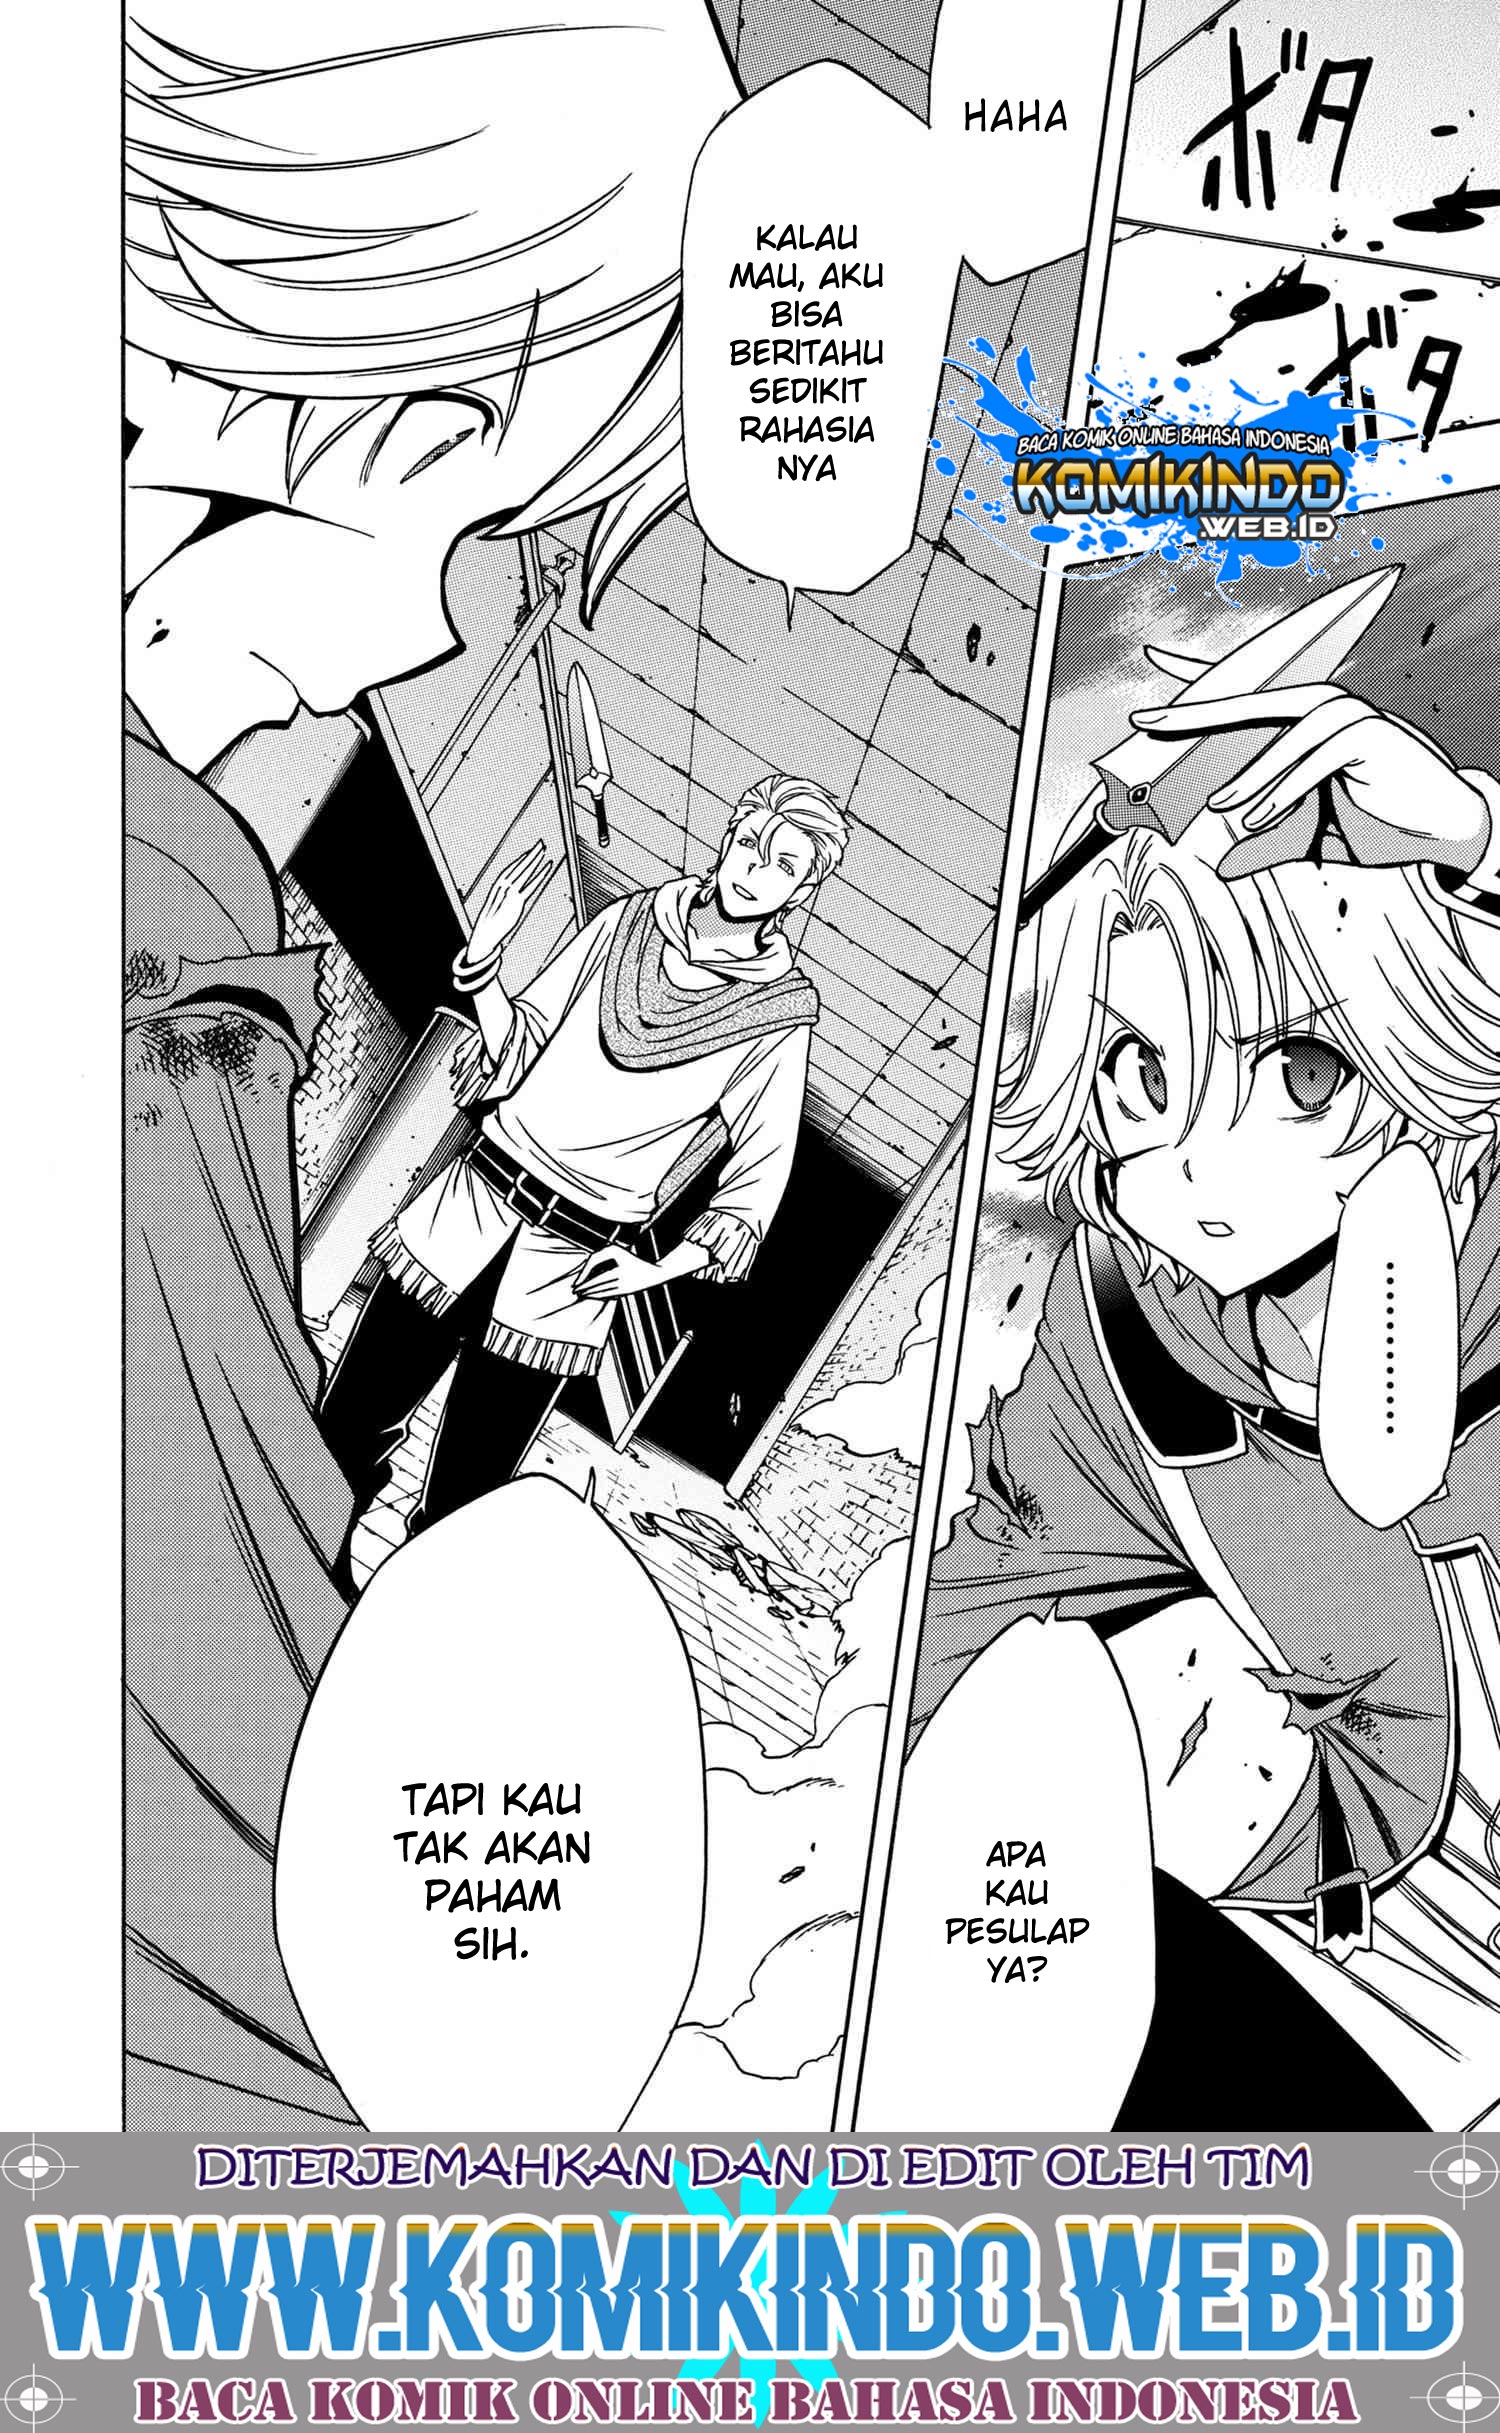 ボタ
ボタ
.........
APA
KAU
PESULAP
YA?
HAHA
KALAU
MAU, AKU
BISA
BERITAHU
SEDIKIT
RAHASIA
NYA
TAPI KAU
TAK AKAN
PAHAM
SIH.
BACA KOMIK ONLINE BAHASA INDONESIA
KOMIKINDO
.WEB.ID
DITERJEMAHKAN DAN DI EDIT OLEH TIM
WWW.KOMIKINDO.WEB.ID
BACA KOMIK ONLINE BAHASA INDONESIA